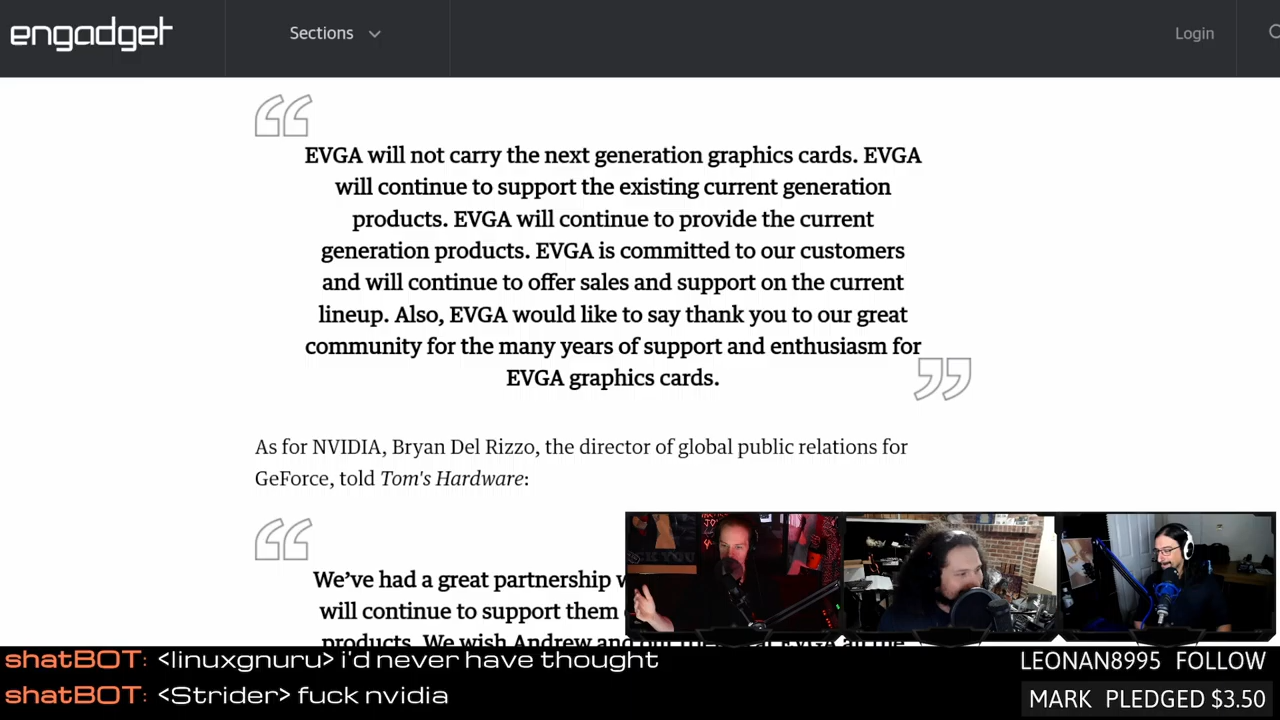 engadget
Sections
Login
EVGA will not carry the next generation graphics cards. EVGA
will continue to support the existing current generation
products. EVGA will continue to provide the current
generation products. EVGA is committed to our customers
and will continue to offer sales and support on the current
lineup. Also, EVGA would like to say thank you to our great
community for the many years of support and enthusiasm for
EVGA graphics cards.
As for NVIDIA, Bryan Del Rizzo, the director of global public relations for
GeForce, told Tom's Hardware:
We've had a great partnership
will continue to support them
products. We wish Andrew and
shatBOT: <linuxgnuru> i'd never have thought
shatBOT: <Strider> fuck nvidia
LEONAN8995 FOLLOW
MARK PLEDGED $3.50